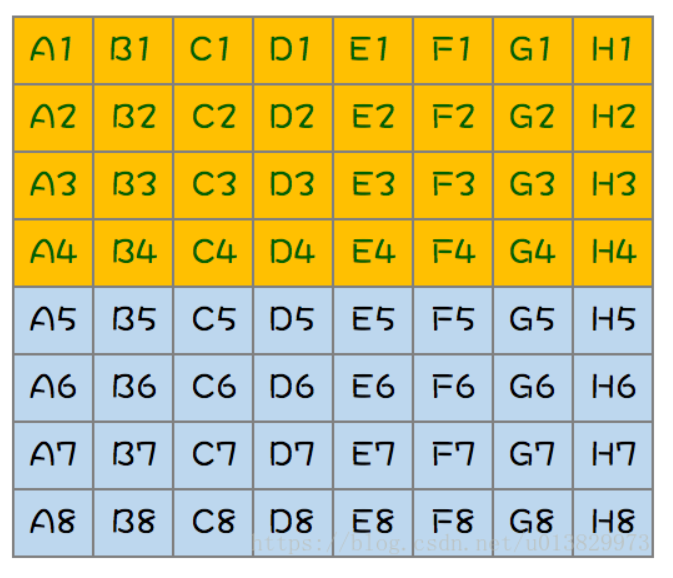 A1 B1 C1 D1 E1 F1 G1 H1
A2 B2 C2 D2 E2 F2 G2 H2
A3 B3 C3 D3 E3 F3 G3 H3
A4 B4 C4 D4 E4 F4 G4 H4
A5 B5 C5 D5 E5 F5 G5 H5
A6 B6 C6 D6 E6 F6 G6 H6
A7 B7 C7 D7 E7 F7 G7 H7
A8 B8 C8 D8 E8 F8 G8 H8
https://blog.csdn.net/u013829973